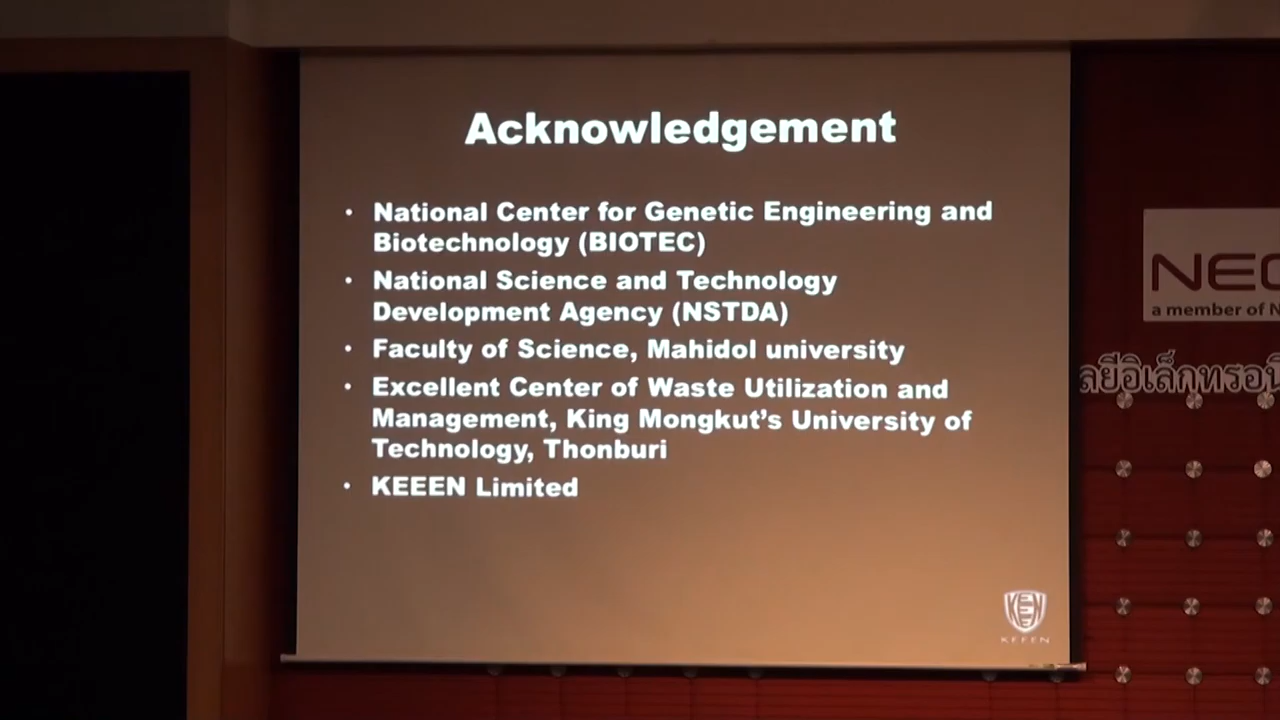 Acknowledgement
• National Center for Genetic Engineering and
Biotechnology (BIOTEC)
• National Science and Technology
Development Agency (NSTDA)
• Faculty of Science, Mahidol university
• Excellent Center of Waste Utilization and
Management, King Mongkut’s University of
Technology, Thonburi
• KEEEN Limited
KEEEN
a member of